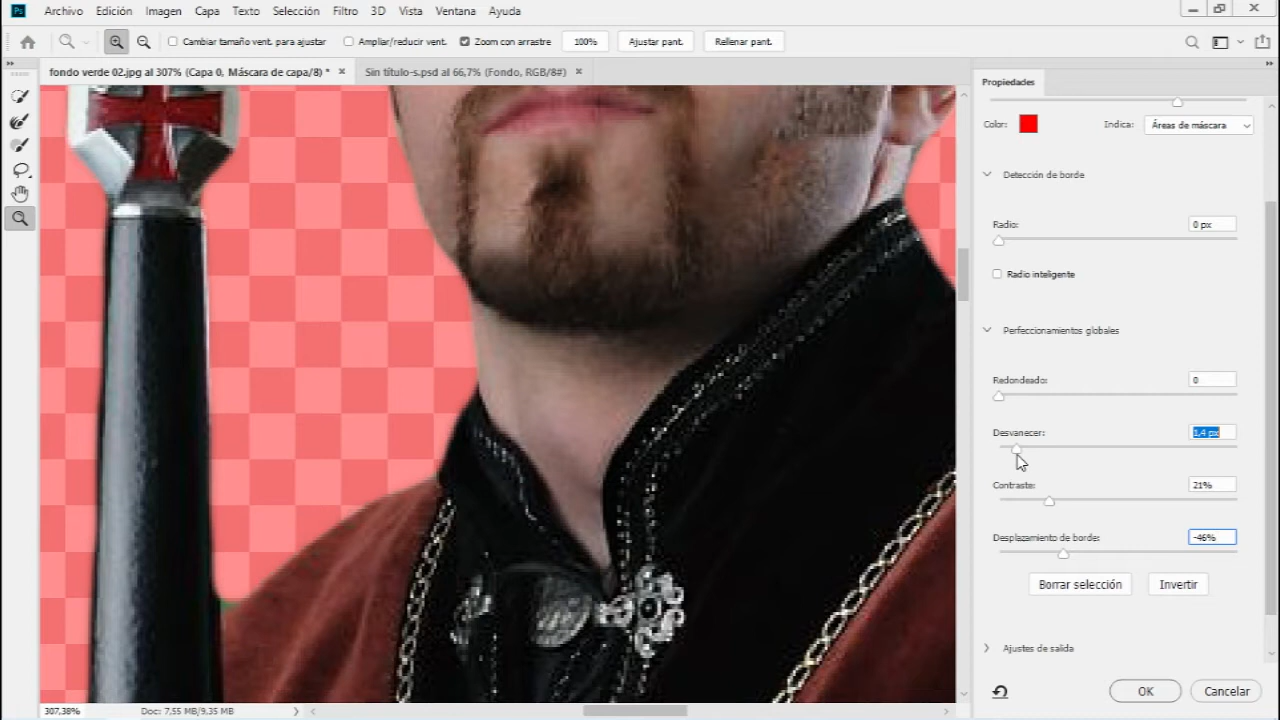 Ps Archivo Edición Imagen Capa Texto Selección Filtro 3D Vista Ventana Ayuda
Cambiar tamaño vent. para ajustar Ampliar/reducir vent. Zoom con arrastre 100% Ajustar pant. Rellenar pant.
fondo verde 02.jpg al 307% (Capa 0, Máscara de capa/8) * Sin título-s.psd al 66,7% (Fondo, RGB/8#)
Propiedades
Color: Indica: Áreas de máscara
Detección de borde
Radio: 0 px
Radio inteligente
Perfeccionamientos globales
Redondeado: 0
Desvanecer: 1,4 px
Contraste: 21%
Desplazamiento de borde: -46%
Borrar selección Invertir
Ajustes de salida
OK Cancelar
307,38% Doc: 7,55 MB/9,35 MB